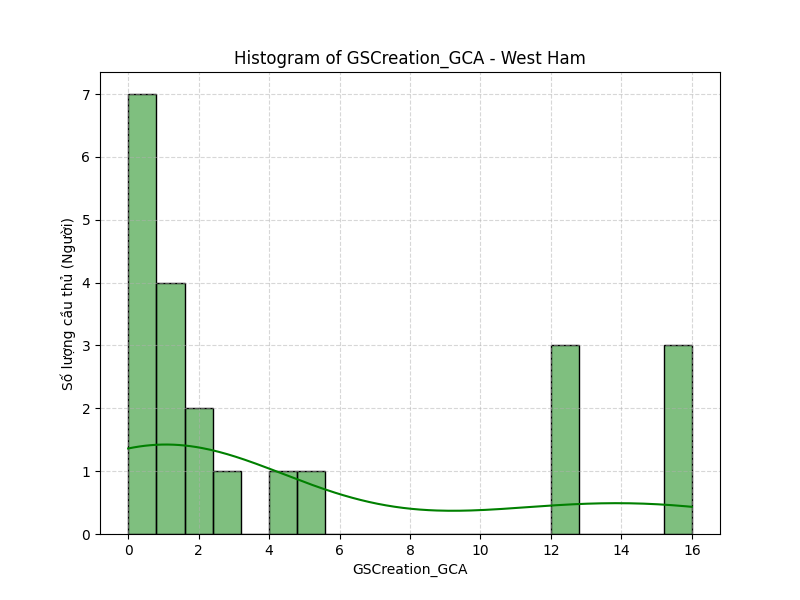 Histogram of GSCreation_GCA - West Ham
Số lượng cầu thủ (Người)
7
6
5
4
3
2
1
0
0 2 4 6 8 10 12 14 16
GSCreation_GCA